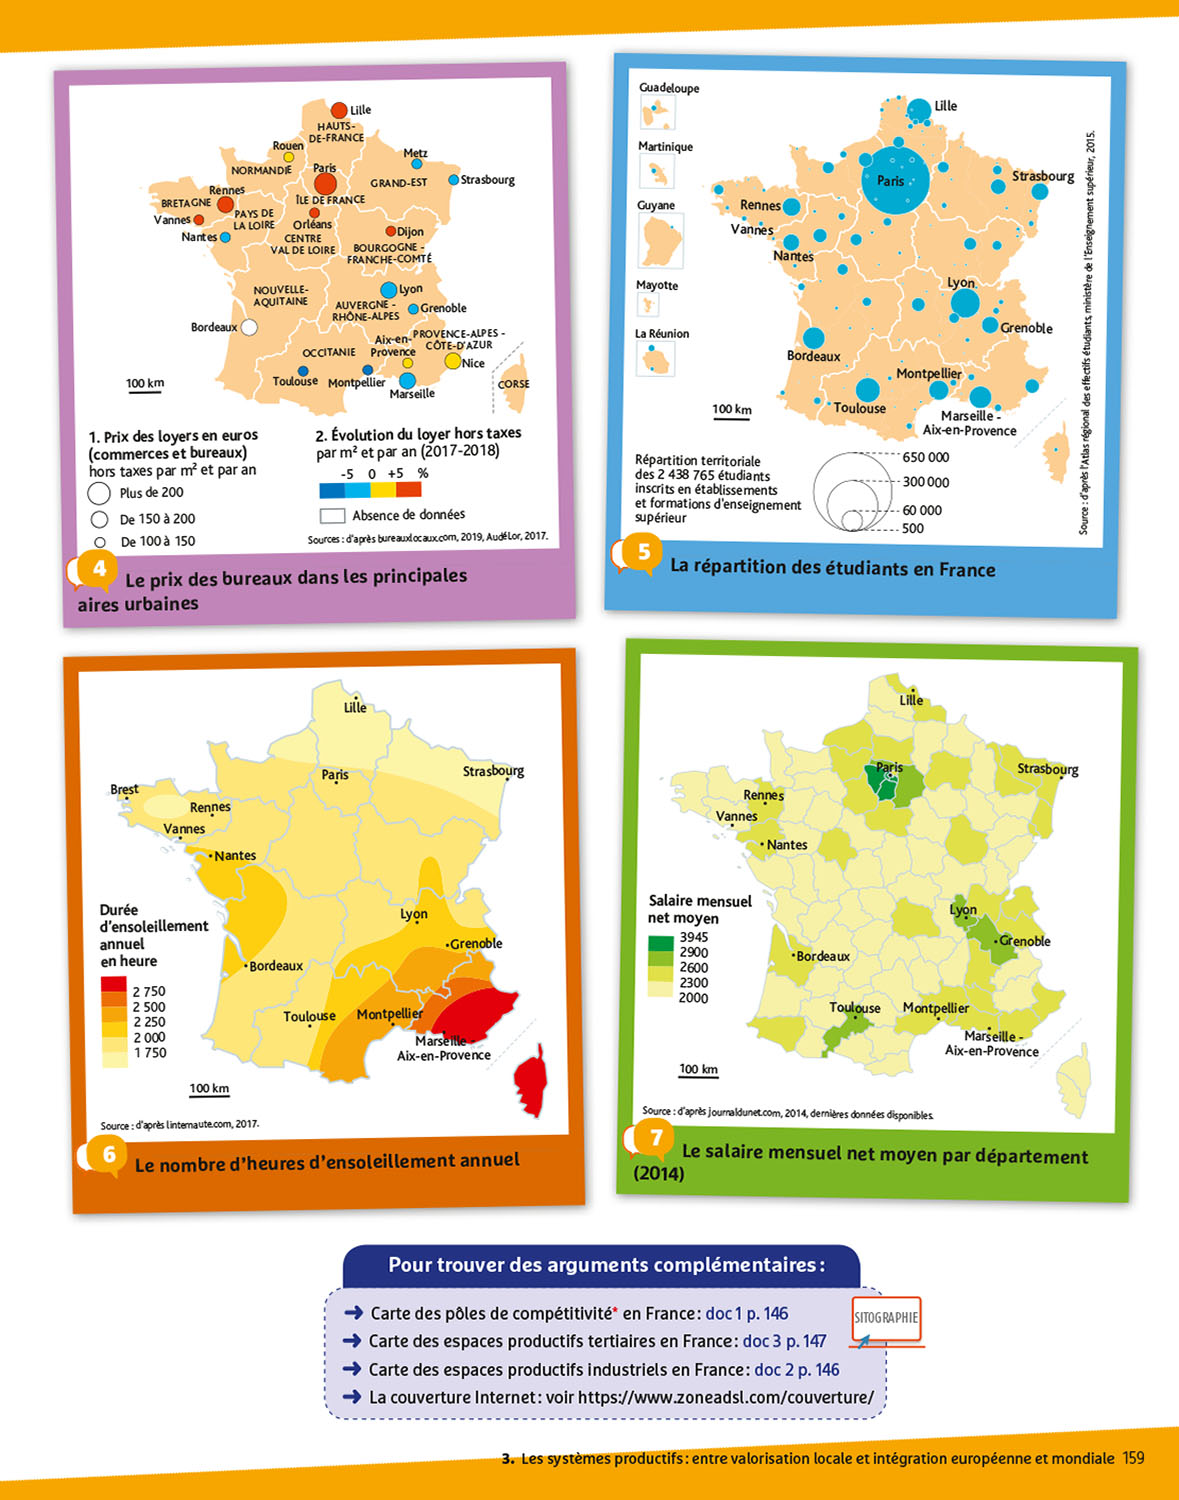 Lille
HAUTS-
DE-FRANCE
Rouen
NORMANDIE
Metz
Paris
GRAND-EST
Strasbourg
Rennes
BRETAGNE
ÎLE DE FRANCE
Vannes
PAYS DE
LA LOIRE
Orléans
Nantes
CENTRE
VAL DE LOIRE
Dijon
BOURGOGNE -
FRANCHE-COMTÉ
NOUVELLE-
AQUITAINE
Lyon
AUVERGNE -
RHÔNE-ALPES
Grenoble
Bordeaux
Aix-en-
Provence
PROVENCE-ALPES -
CÔTE-D'AZUR
OCCITANIE
Nice
Toulouse
Montpellier
Marseille
CORSE
100 km
1. Prix des loyers en euros
(commerces et bureaux)
hors taxes par m² et par an
Plus de 200
De 150 à 200
De 100 à 150
2. Évolution du loyer hors taxes
par m² et par an (2017-2018)
-5 0 +5 %
Absence de données
Sources : d'après bureauxlocaux.com, 2019, AudéLor, 2017.
4 Le prix des bureaux dans les principales
aires urbaines
Guadeloupe
Martinique
Guyane
Mayotte
La Réunion
Lille
Paris
Strasbourg
Rennes
Vannes
Nantes
Lyon
Grenoble
Bordeaux
Montpellier
Toulouse
Marseille -
Aix-en-Provence
100 km
Répartition territoriale
des 2 438 765 étudiants
inscrits en établissements
et formations d'enseignement
supérieur
650 000
300 000
60 000
500
Source : d'après l'Atlas régional des effectifs étudiants, ministère de l'Enseignement supérieur, 2015.
5 La répartition des étudiants en France
Lille
Paris
Strasbourg
Brest
Rennes
Vannes
Nantes
Lyon
Grenoble
Bordeaux
Toulouse
Montpellier
Marseille -
Aix-en-Provence
Durée
d'ensoleillement
annuel
en heure
2 750
2 500
2 250
2 000
1 750
100 km
Source : d'après linternaute.com, 2017.
6 Le nombre d'heures d'ensoleillement annuel
Lille
Paris
Strasbourg
Rennes
Vannes
Nantes
Lyon
Grenoble
Bordeaux
Toulouse
Montpellier
Marseille -
Aix-en-Provence
Salaire mensuel
net moyen
3945
2900
2600
2300
2000
100 km
Source : d'après journaldunet.com, 2014, dernières données disponibles.
7 Le salaire mensuel net moyen par département
(2014)
Pour trouver des arguments complémentaires :
➜ Carte des pôles de compétitivité* en France : doc 1 p. 146
➜ Carte des espaces productifs tertiaires en France : doc 3 p. 147
➜ Carte des espaces productifs industriels en France : doc 2 p. 146
➜ La couverture Internet : voir https://www.zoneadsl.com/couverture/
SITOGRAPHIE
3. Les systèmes productifs : entre valorisation locale et intégration européenne et mondiale 159